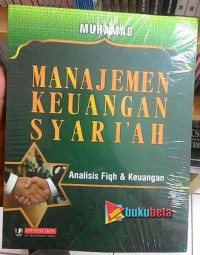 MUHAMAD
MANAJEMEN
KEUANGAN
SYARI'AH
Analisis Fiqh & Keuangan
bukubeta